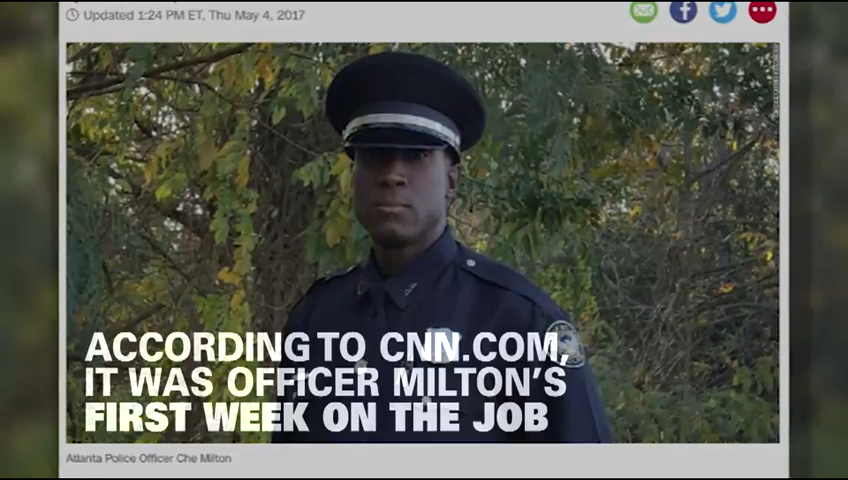 Updated 1:24 PM ET, Thu May 4, 2017
ACCORDING TO CNN.COM,
IT WAS OFFICER MILTON'S
FIRST WEEK ON THE JOB
Atlanta Police Officer Che Milton